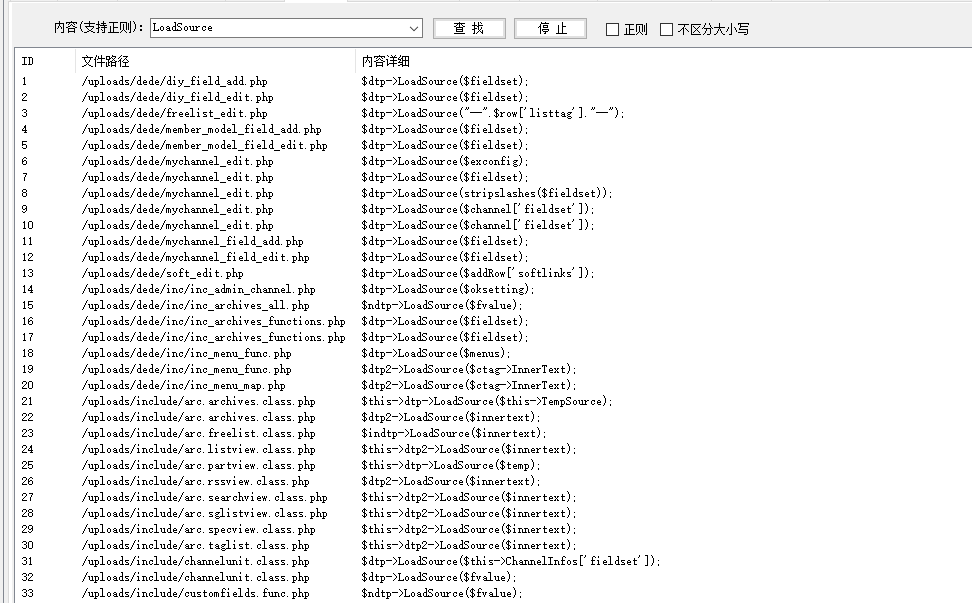 内容(支持正则): LoadSource 查 找 停 止 正则 不区分大小写
ID 文件路径 内容详细
1 /uploads/dede/diy_field_add.php $dtp->LoadSource($fieldset);
2 /uploads/dede/diy_field_edit.php $dtp->LoadSource($fieldset);
3 /uploads/dede/freelist_edit.php $dtp->LoadSource("--".$row['listtag']."--");
4 /uploads/dede/member_model_field_add.php $dtp->LoadSource($fieldset);
5 /uploads/dede/member_model_field_edit.php $dtp->LoadSource($fieldset);
6 /uploads/dede/mychannel_edit.php $dtp->LoadSource($exconfig);
7 /uploads/dede/mychannel_edit.php $dtp->LoadSource($fieldset);
8 /uploads/dede/mychannel_edit.php $dtp->LoadSource(stripslashes($fieldset));
9 /uploads/dede/mychannel_edit.php $dtp->LoadSource($channel['fieldset']);
10 /uploads/dede/mychannel_edit.php $dtp->LoadSource($channel['fieldset']);
11 /uploads/dede/mychannel_field_add.php $dtp->LoadSource($fieldset);
12 /uploads/dede/mychannel_field_edit.php $dtp->LoadSource($fieldset);
13 /uploads/dede/soft_edit.php $dtp->LoadSource($addRow['softlinks']);
14 /uploads/dede/inc/inc_admin_channel.php $dtp->LoadSource($oksetting);
15 /uploads/dede/inc/inc_archives_all.php $ndtp->LoadSource($fvalue);
16 /uploads/dede/inc/inc_archives_functions.php $dtp->LoadSource($fieldset);
17 /uploads/dede/inc/inc_archives_functions.php $dtp->LoadSource($fieldset);
18 /uploads/dede/inc/inc_menu_func.php $dtp->LoadSource($menus);
19 /uploads/dede/inc/inc_menu_func.php $dtp2->LoadSource($ctag->InnerText);
20 /uploads/dede/inc/inc_menu_map.php $dtp2->LoadSource($ctag->InnerText);
21 /uploads/include/arc.archives.class.php $this->dtp->LoadSource($this->TempSource);
22 /uploads/include/arc.archives.class.php $dtp2->LoadSource($innertext);
23 /uploads/include/arc.freelist.class.php $indtp->LoadSource($innertext);
24 /uploads/include/arc.listview.class.php $this->dtp2->LoadSource($innertext);
25 /uploads/include/arc.partview.class.php $this->dtp->LoadSource($temp);
26 /uploads/include/arc.rssview.class.php $dtp2->LoadSource($innertext);
27 /uploads/include/arc.searchview.class.php $this->dtp2->LoadSource($innertext);
28 /uploads/include/arc.sglistview.class.php $this->dtp2->LoadSource($innertext);
29 /uploads/include/arc.specview.class.php $this->dtp2->LoadSource($innertext);
30 /uploads/include/arc.taglist.class.php $this->dtp2->LoadSource($innertext);
31 /uploads/include/channelunit.class.php $dtp->LoadSource($this->ChannelInfos['fieldset']);
32 /uploads/include/channelunit.class.php $dtp->LoadSource($fvalue);
33 /uploads/include/customfields.func.php $ndtp->LoadSource($fvalue);